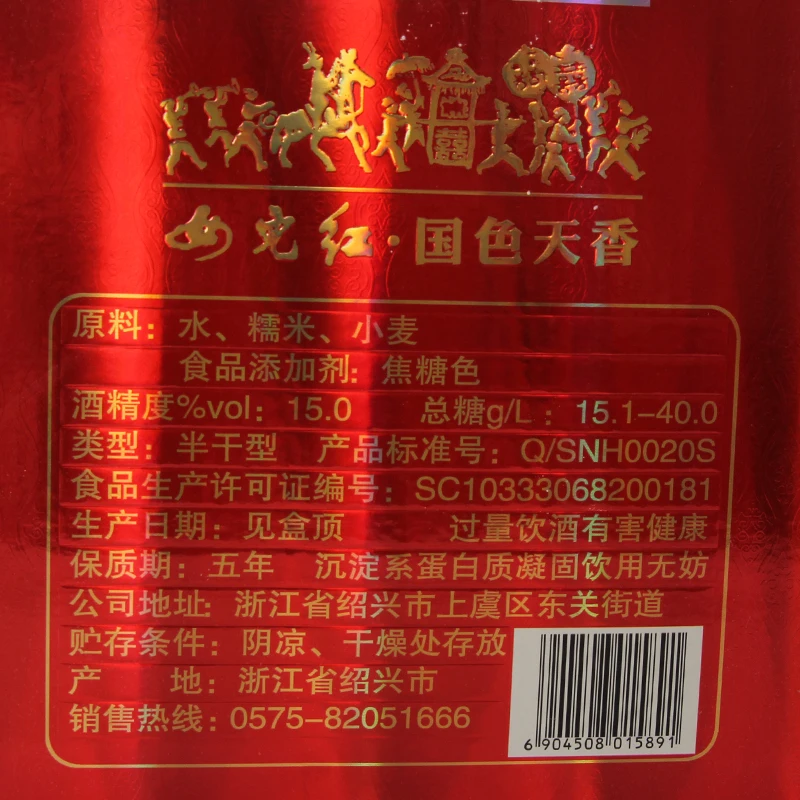 女兒红·国色天香
原料：水、糯米、小麦
食品添加剂：焦糖色
酒精度%vol：15.0 总糖g/L：15.1-40.0
类型：半干型 产品标准号：Q/SNH0020S
食品生产许可证编号：SC10333068200181
生产日期：见盒顶 过量饮酒有害健康
保质期：五年 沉淀系蛋白质凝固饮用无妨
公司地址：浙江省绍兴市上虞区东关街道
贮存条件：阴凉、干燥处存放
产 地：浙江省绍兴市
销售热线：0575-82051666
6 904508 015891